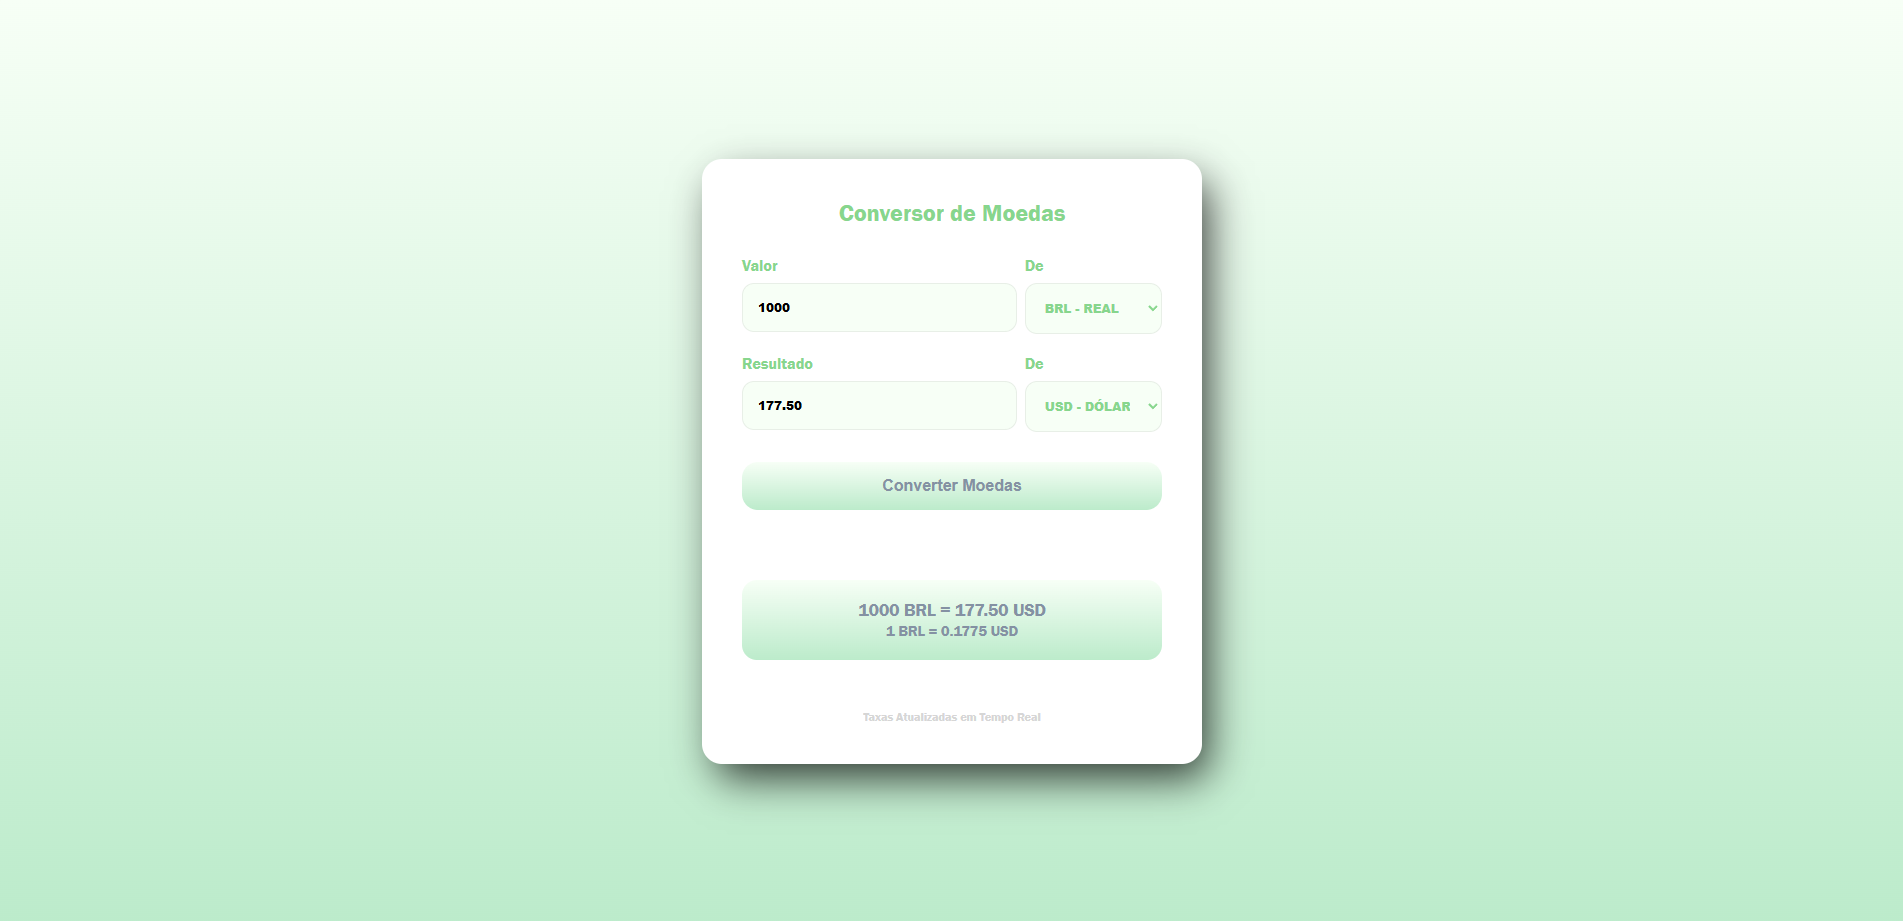 Conversor de Moedas
Valor De
1000 BRL - REAL
Resultado De
177.50 USD - DÓLAR
Converter Moedas
1000 BRL = 177.50 USD
1 BRL = 0.1775 USD
Taxas Atualizadas em Tempo Real